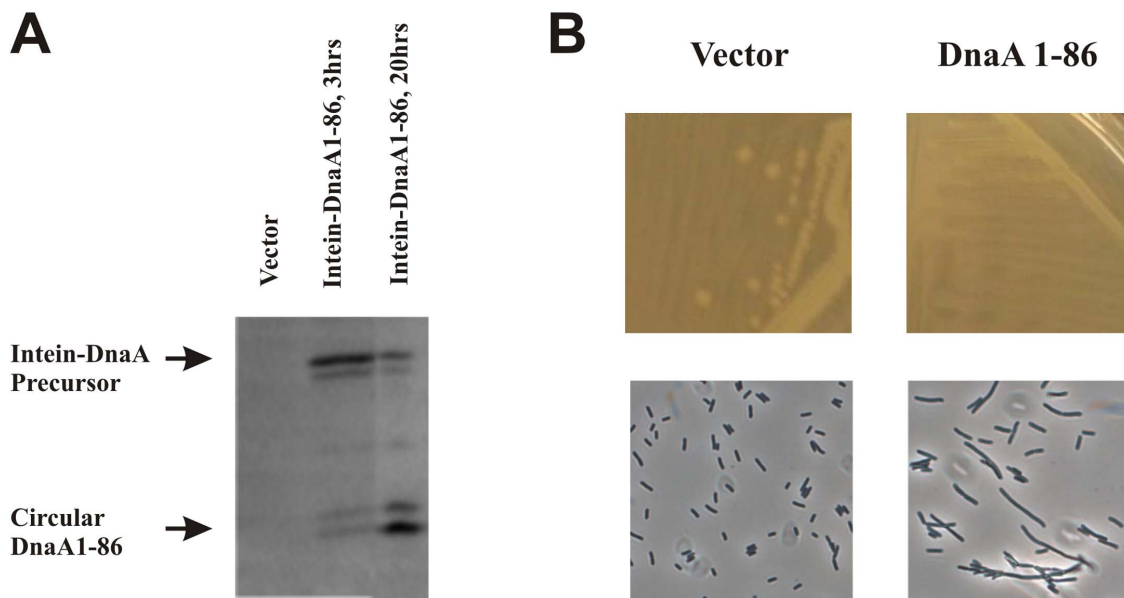 A
Vector
Intein-DnaA1-86, 3hrs
Intein-DnaA1-86, 20hrs
Intein-DnaA
Precursor
Circular
DnaA1-86
B
Vector
DnaA 1-86